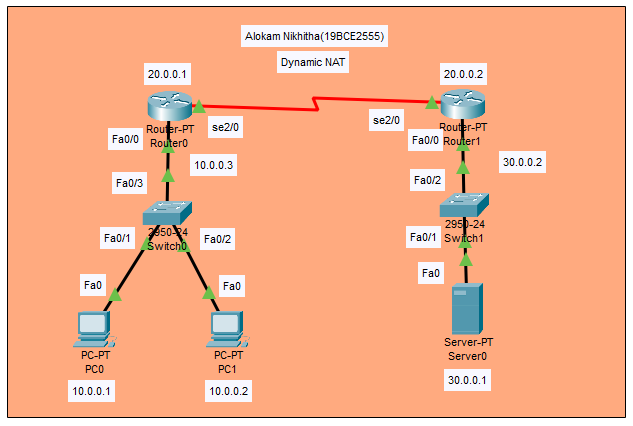 Alokam Nikhitha(19BCE2555)
Dynamic NAT
20.0.0.1
20.0.0.2
Router-PT
Router0
se2/0
se2/0
Router-PT
Router1
Fa0/0
Fa0/0
10.0.0.3
30.0.0.2
Fa0/3
Fa0/2
2950-24
Switch0
2950-24
Switch1
Fa0/1
Fa0/2
Fa0/1
Fa0
Fa0
Fa0
PC-PT
PC0
PC-PT
PC1
Server-PT
Server0
10.0.0.1
10.0.0.2
30.0.0.1